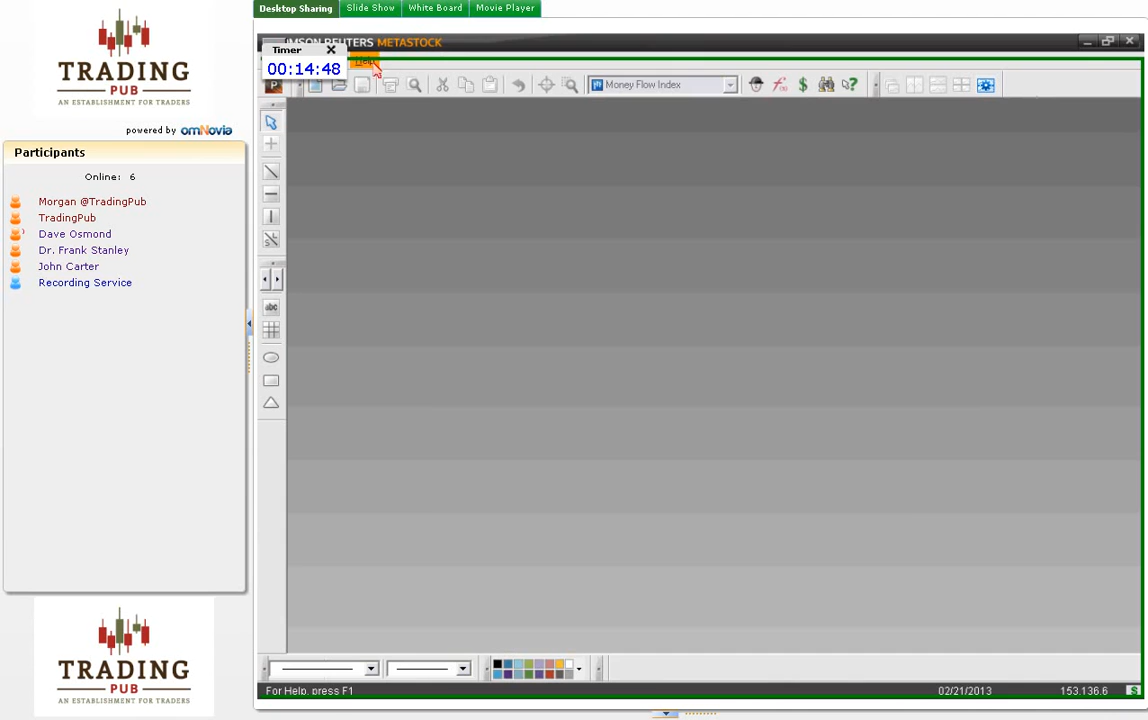 Desktop Sharing
Slide Show
White Board
Movie Player
TRADING
PUB
AN ESTABLISHMENT FOR TRADERS
powered by omNovia
Participants
Online: 6
Morgan @TradingPub
TradingPub
Dave Osmond
Dr. Frank Stanley
John Carter
Recording Service
TRADING
PUB
AN ESTABLISHMENT FOR TRADERS
REUTERS METASTOCK
Timer
00:14:48
Help
P
Money Flow Index
abc
For Help, press F1
02/21/2013
153.136.6